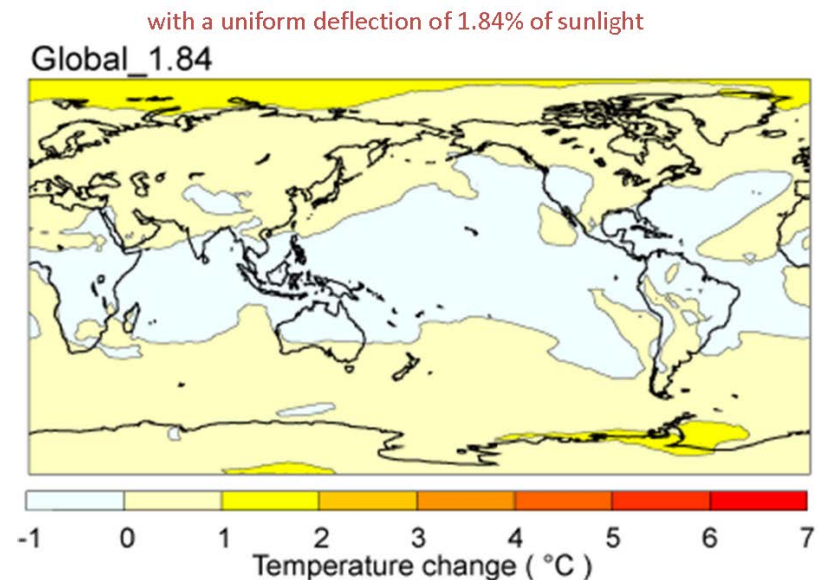 with a uniform deflection of 1.84% of sunlight
Global_1.84
-1 0 1 2 3 4 5 6 7
Temperature change ( °C )